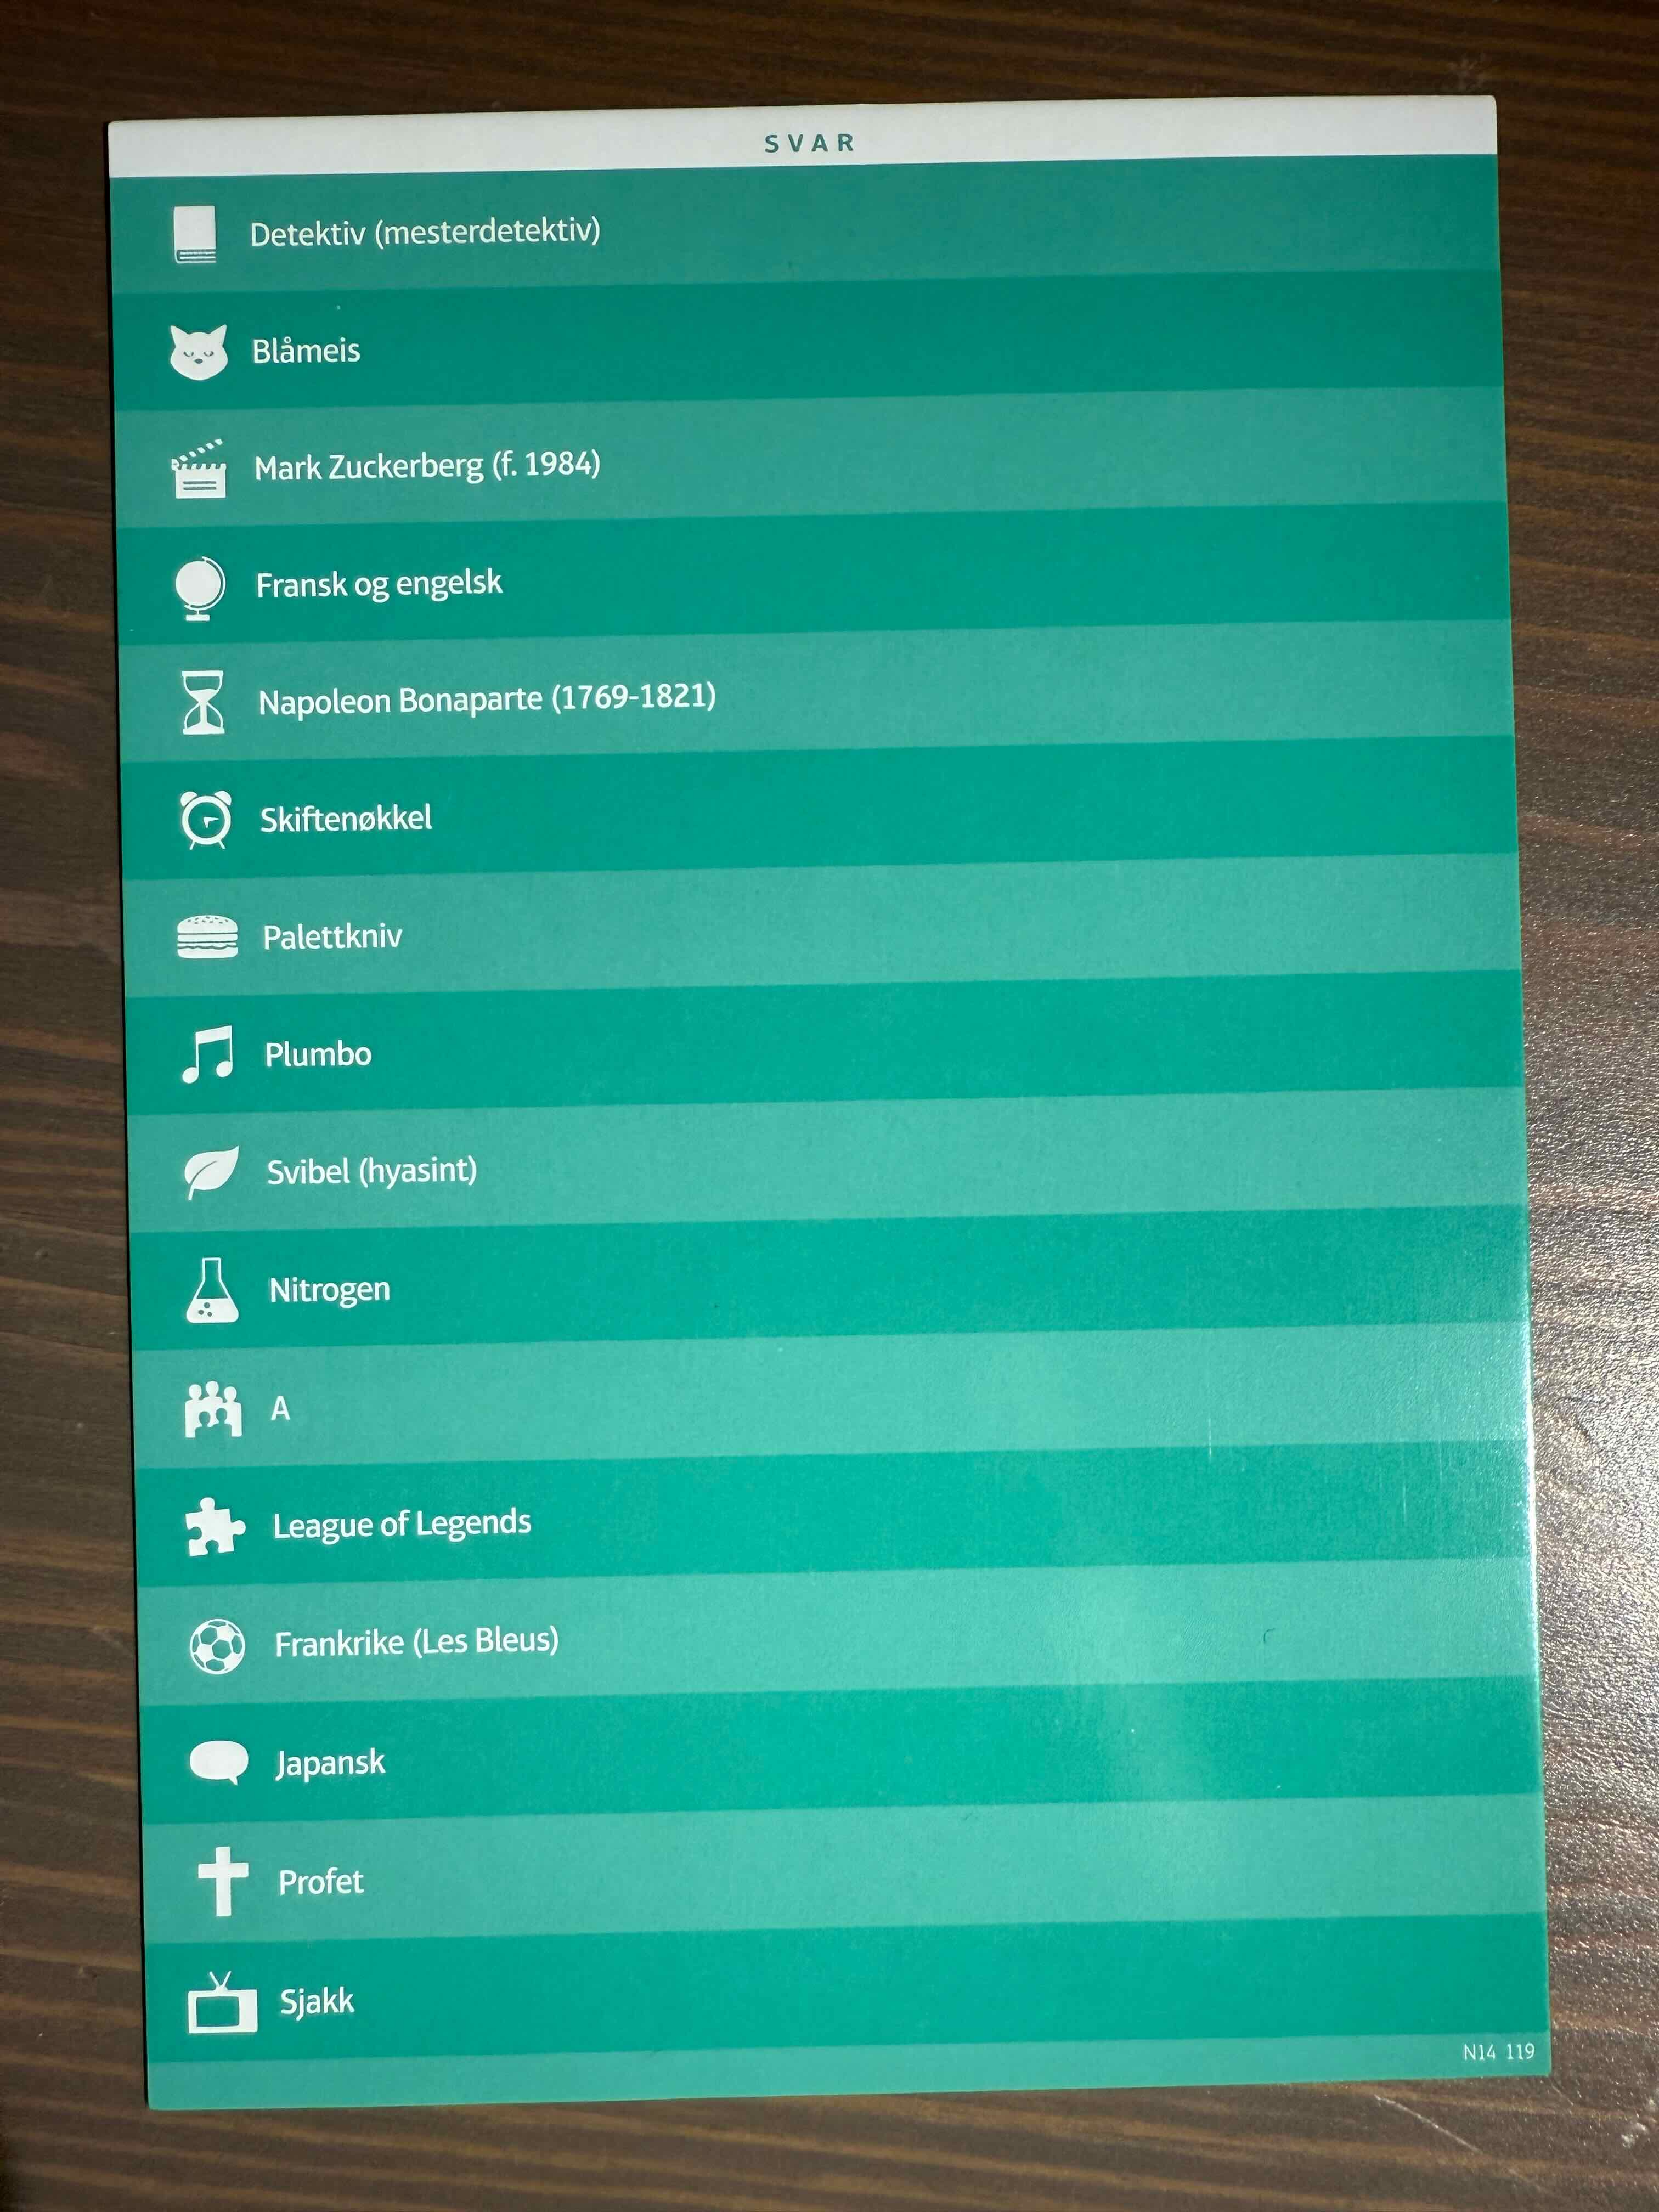 SVAR
Detektiv (mesterdetektiv)
Blåmeis
Mark Zuckerberg (f. 1984)
Fransk og engelsk
Napoleon Bonaparte (1769-1821)
Skiftenøkkel
Palettkniv
Plumbo
Svibel (hyasint)
Nitrogen
A
League of Legends
Frankrike (Les Bleus)
Japansk
Profet
Sjakk
N14 119